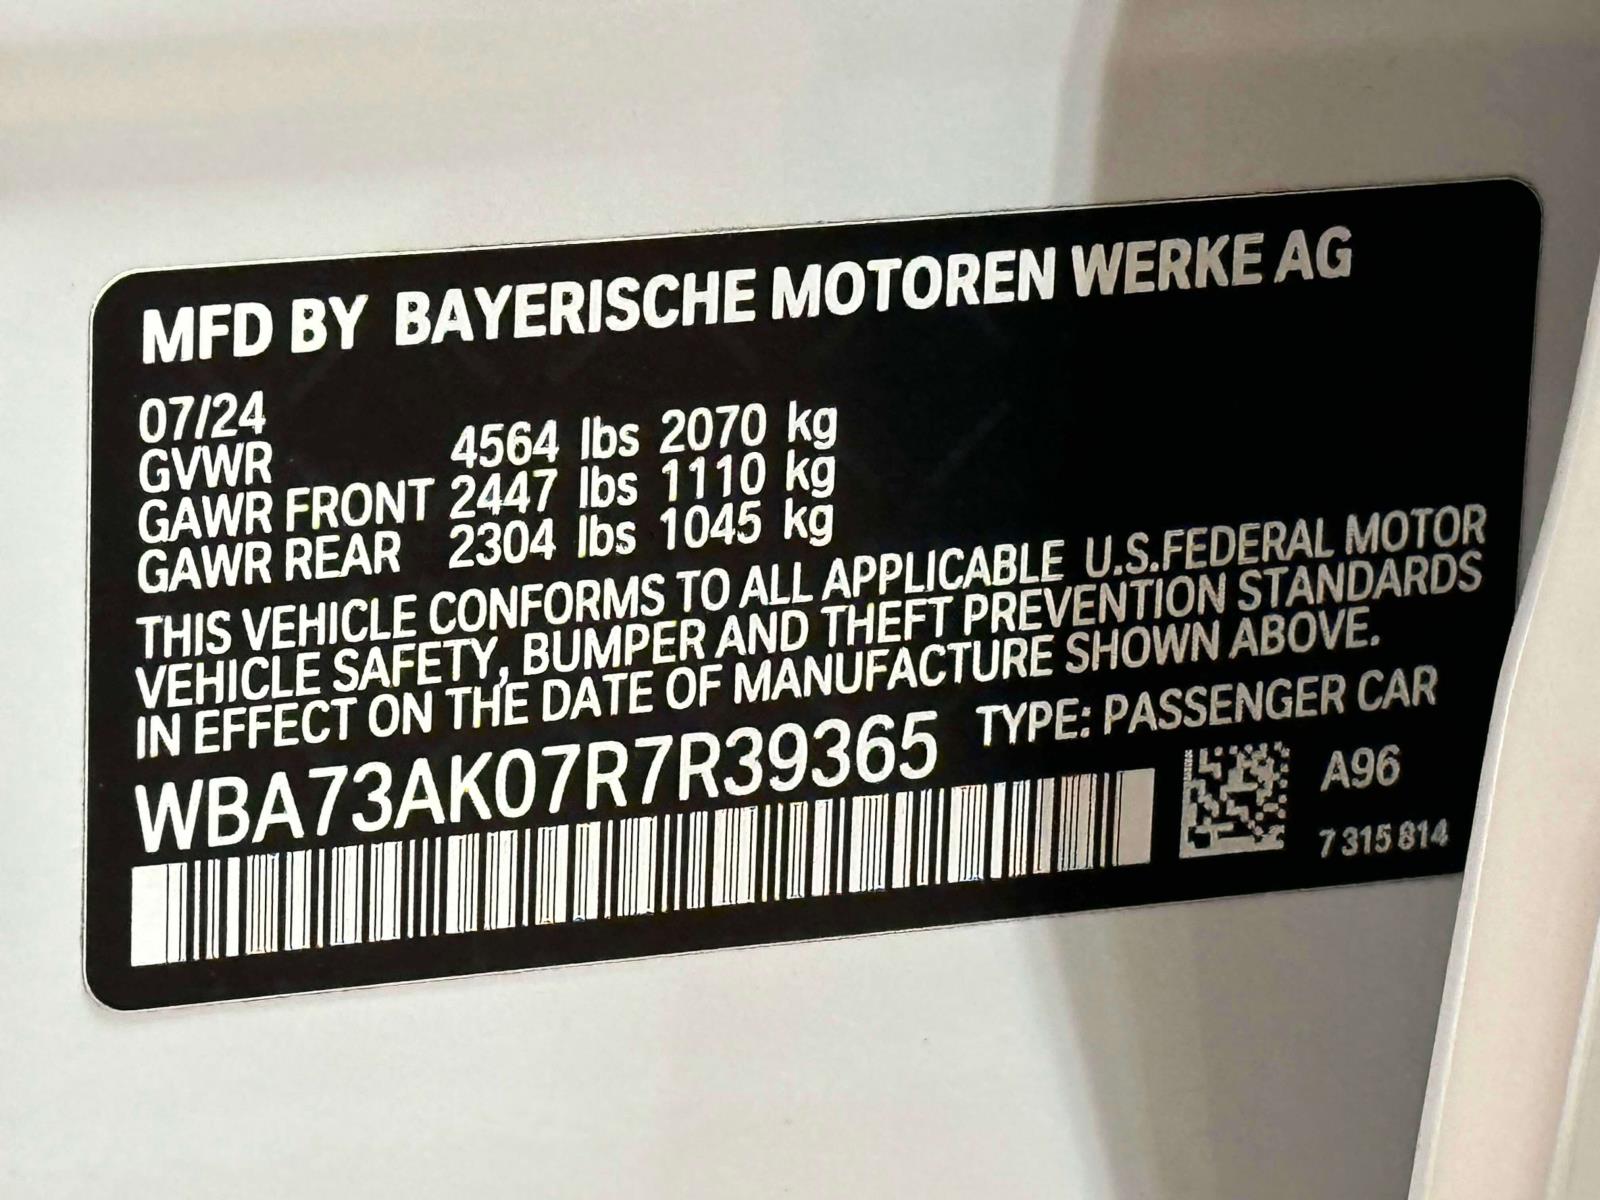 MFD BY BAYERISCHE MOTOREN WERKE AG
07/24
GVWR 4564 lbs 2070 kg
GAWR FRONT 2447 lbs 1110 kg
GAWR REAR 2304 lbs 1045 kg
THIS VEHICLE CONFORMS TO ALL APPLICABLE U.S.FEDERAL MOTOR
VEHICLE SAFETY, BUMPER AND THEFT PREVENTION STANDARDS
IN EFFECT ON THE DATE OF MANUFACTURE SHOWN ABOVE.
WBA73AK07R7R39365 TYPE: PASSENGER CAR
A96
7 315 814